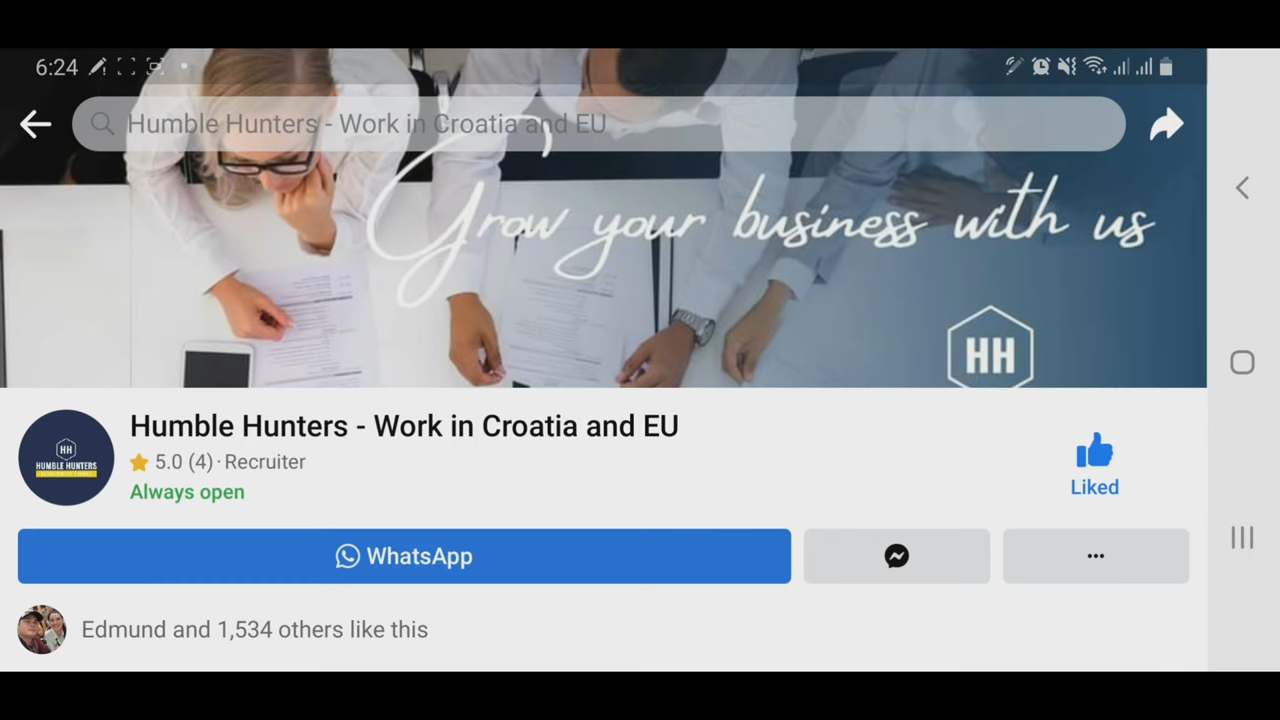 6:24
Humble Hunters - Work in Croatia and EU
Grow your business with us
HH
HH
HUMBLE HUNTERS
Humble Hunters - Work in Croatia and EU
5.0 (4) · Recruiter
Always open
Liked
WhatsApp
Edmund and 1,534 others like this